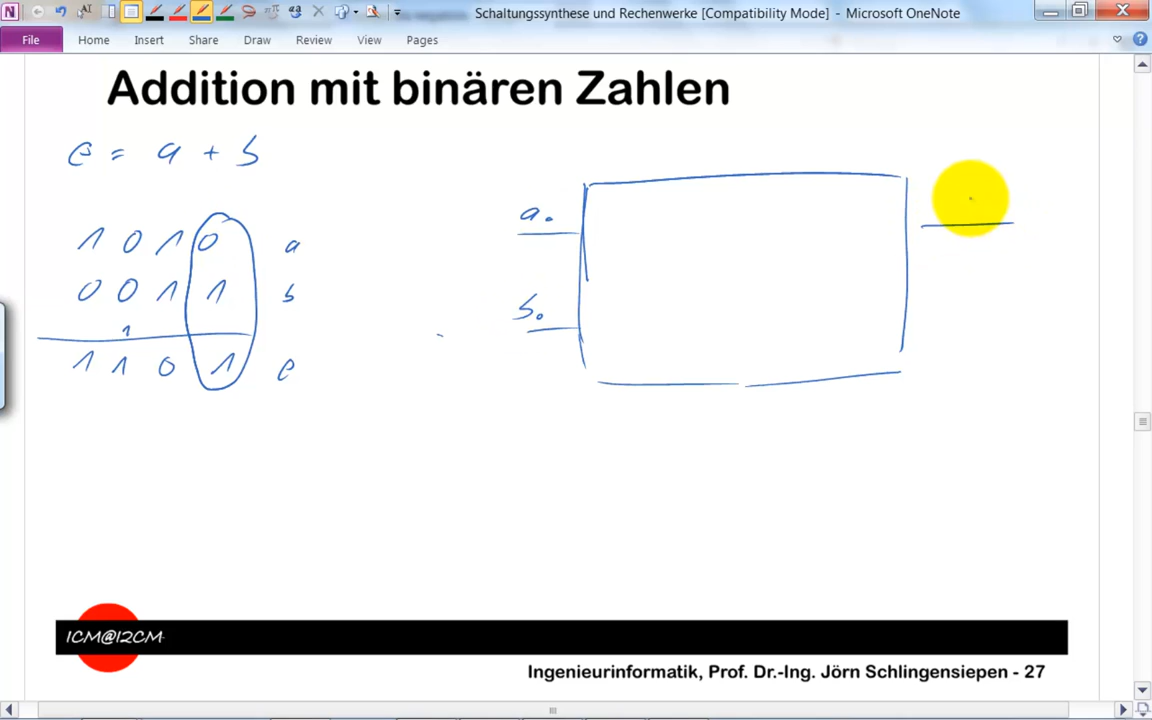 Schaltungssynthese und Rechenwerke [Compatibility Mode] - Microsoft OneNote
File Home Insert Share Draw Review View Pages
Addition mit binären Zahlen
e = a + b
1 0 1 0 a
0 0 1 1 b
1
1 1 0 1 e
a0
b0
1CM@12CM
Ingenieurinformatik, Prof. Dr.-Ing. Jörn Schlingensiepen - 27